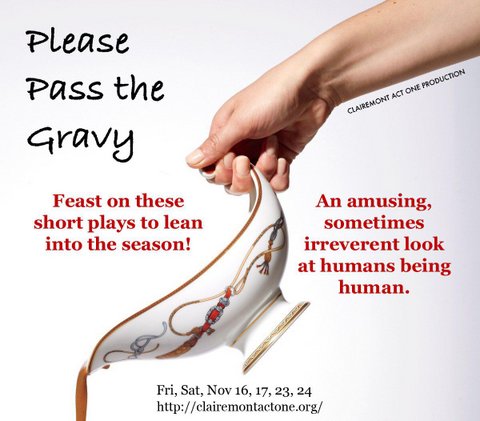 Please
Pass the
Gravy
CLAIREMONT ACT ONE PRODUCTION
Feast on these
short plays to lean
into the season!
An amusing,
sometimes
irreverent look
at humans being
human.
Fri, Sat, Nov 16, 17, 23, 24
http://clairemontactone.org/